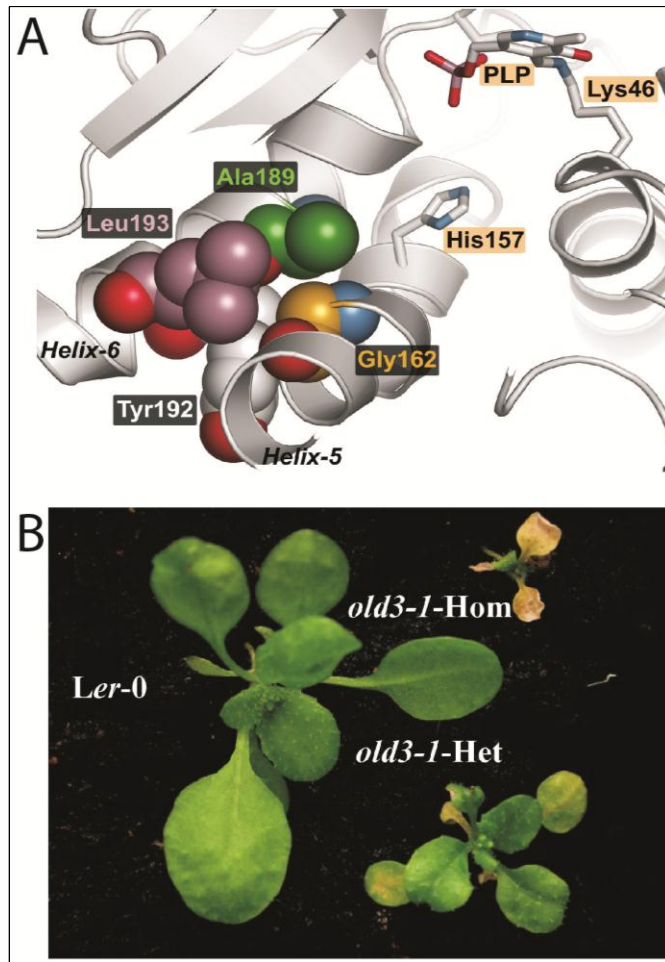 A
PLP
Lys46
Ala189
Leu193
His157
Helix-6
Gly162
Tyr192
Helix-5
B
old3-1-Hom
Ler-0
old3-1-Het